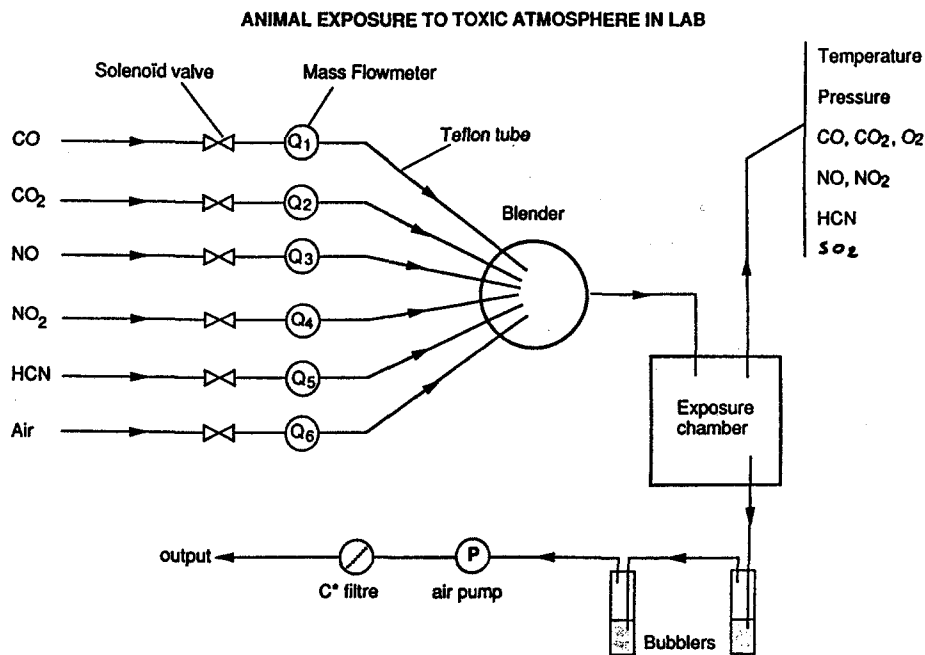 ANIMAL EXPOSURE TO TOXIC ATMOSPHERE IN LAB
Solenoïd valve
Mass Flowmeter
Teflon tube
Blender
CO
Q1
CO2
Q2
NO
Q3
NO2
Q4
HCN
Q5
Air
Q6
Temperature
Pressure
CO, CO2, O2
NO, NO2
HCN
SO2
Exposure
chamber
output
C* filtre
P
air pump
Bubblers